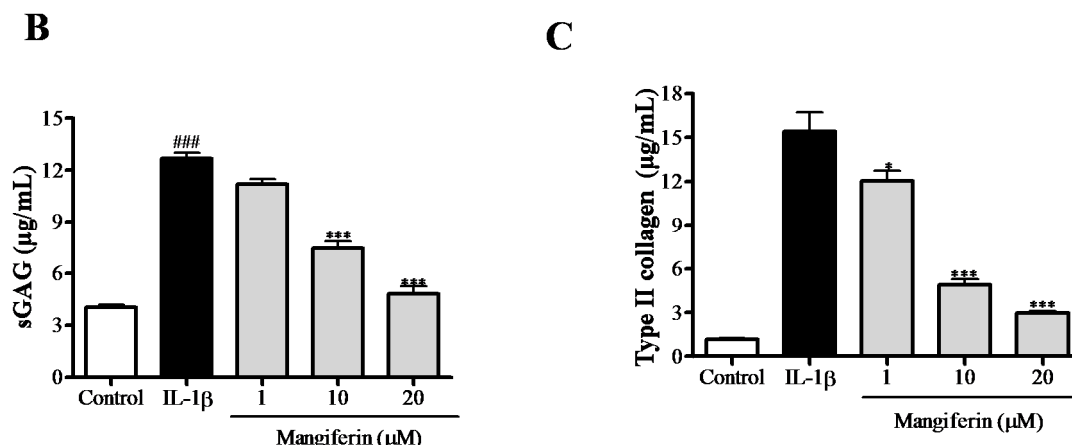 B
sGAG (μg/mL)
15
12
9
6
3
0
###
***
***
Control IL-1β 1 10 20
Mangiferin (μM)
C
Type II collagen (μg/mL)
18
15
12
9
6
3
0
*
***
***
Control IL-1β 1 10 20
Mangiferin (μM)